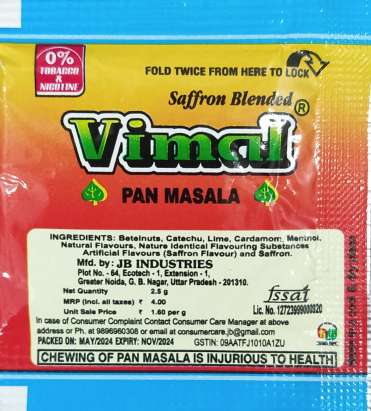 0%
TOBACCO
&
NICOTINE
FOLD TWICE FROM HERE TO LOCK
Saffron Blended
Vimal®
PAN MASALA
INGREDIENTS: Betelnuts, Catechu, Lime, Cardamom, Menthol,
Natural Flavours, Nature Identical Flavouring Substances
Artificial Flavours (Saffron Flavour) and Saffron.
Mfd. by: JB INDUSTRIES
Plot No. - 64, Ecotech - 1, Extension - 1,
Greater Noida, G. B. Nagar, Uttar Pradesh - 201310.
Net Quantity 2.5 g
MRP (Incl. all taxes) ₹ 4.00
Unit Sale Price ₹ 1.60 per g
fssai
Lic. No. 12723999000320
In case of Consumer Complaint Contact Consumer Care Manager at above
address or Ph. at 9896960308 or email at consumercare.jb@gmail.com
PACKED ON: MAY/2024 EXPIRY: NOV/2024 GSTIN: 09AATFJ1010A1ZU
CHEWING OF PAN MASALA IS INJURIOUS TO HEALTH